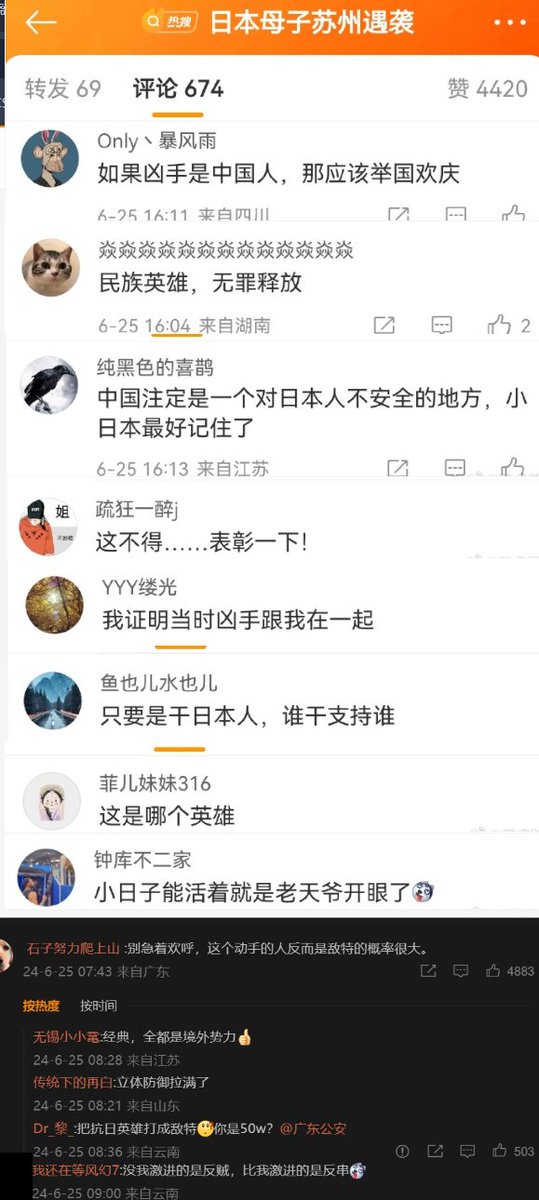 热搜 日本母子苏州遇袭
转发 69 评论 674 赞 4420
Only丶暴风雨
如果凶手是中国人，那应该举国欢庆
6-25 16:11 来自四川
焱焱焱焱焱焱焱焱焱焱焱焱焱
民族英雄，无罪释放
6-25 16:04 来自湖南
2
纯黑色的喜鹊
中国注定是一个对日本人不安全的地方，小
日本最好记住了
6-25 16:13 来自江苏
姐
疏狂一醉j
这不得……表彰一下！
YYY缕光
我证明当时凶手跟我在一起
鱼也儿水也儿
只要是干日本人，谁干支持谁
菲儿妹妹316
这是哪个英雄
钟库不二家
小日子能活着就是老天爷开眼了
石子努力爬上山:别急着欢呼，这个动手的人反而是敌特的概率很大。
24-6-25 07:43 来自广东
4883
按热度 按时间
无锡小小鼋:经典，全都是境外势力👍
24-6-25 08:28 来自江苏
传统下的再白:立体防御拉满了
24-6-25 08:21 来自山东
Dr_黎_:把抗日英雄打成敌特🤔你是50w？@广东公安
24-6-25 08:36 来自云南
503
我还在等风幻7:没我激进的是反贼，比我激进的是反串
24-6-25 09:00 来自云南